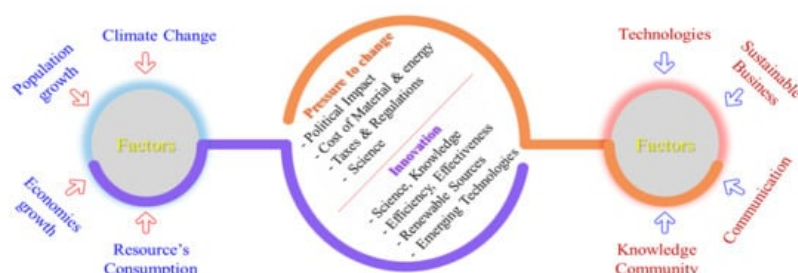 Climate Change
Population
growth
Factors
Economies
growth
Resource's
Consumption
Pressure to change
- Political Impact
- Cost of Material & energy
- Taxes & Regulations
- Science
Innovation
- Science, Knowledge
- Efficiency, Effectiveness
- Renewable Sources
- Emerging Technologies
Technologies
Sustainable
Business
Factors
Communication
Knowledge
Community